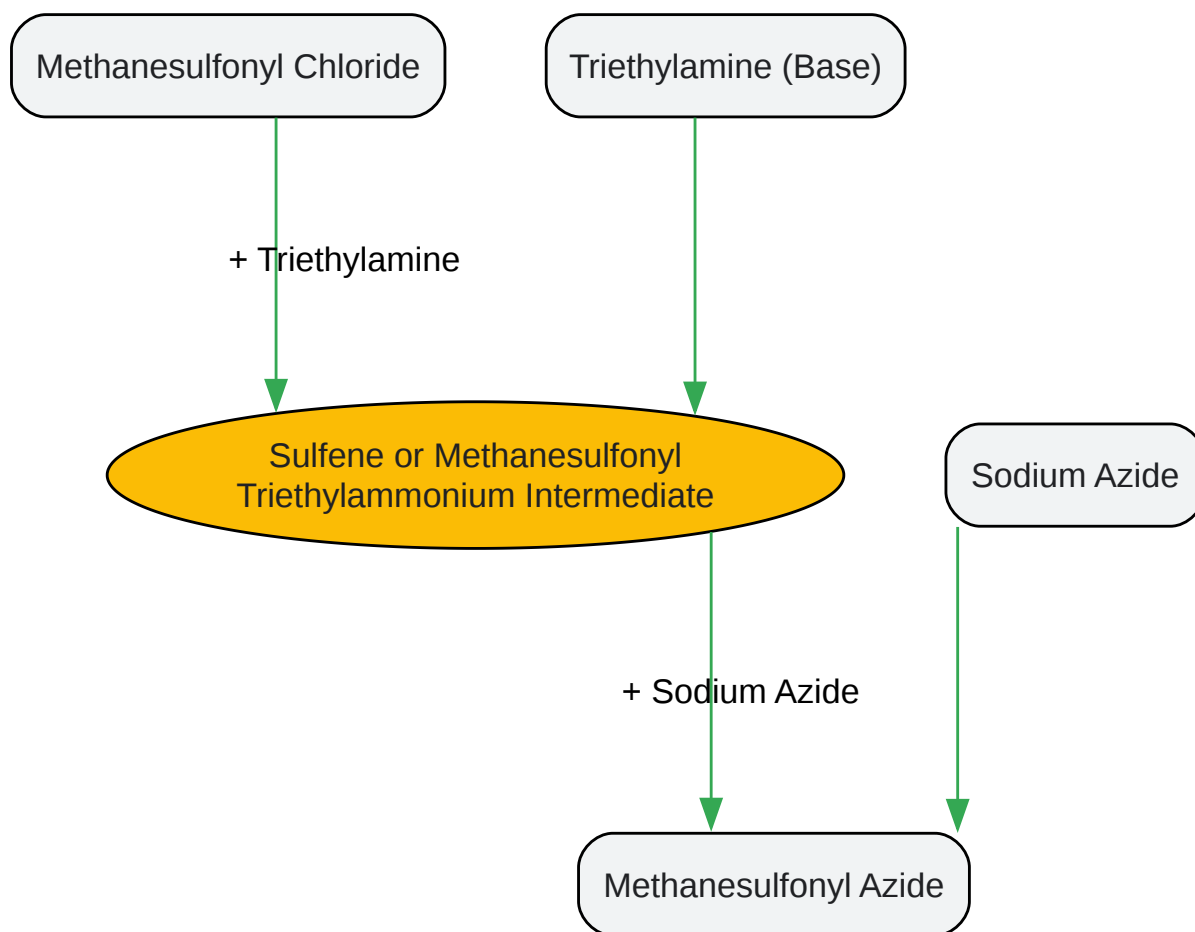 Methanesulfonyl Chloride
Triethylamine (Base)
+ Triethylamine
Sulfene or Methanesulfonyl
Triethylammonium Intermediate
Sodium Azide
+ Sodium Azide
Methanesulfonyl Azide